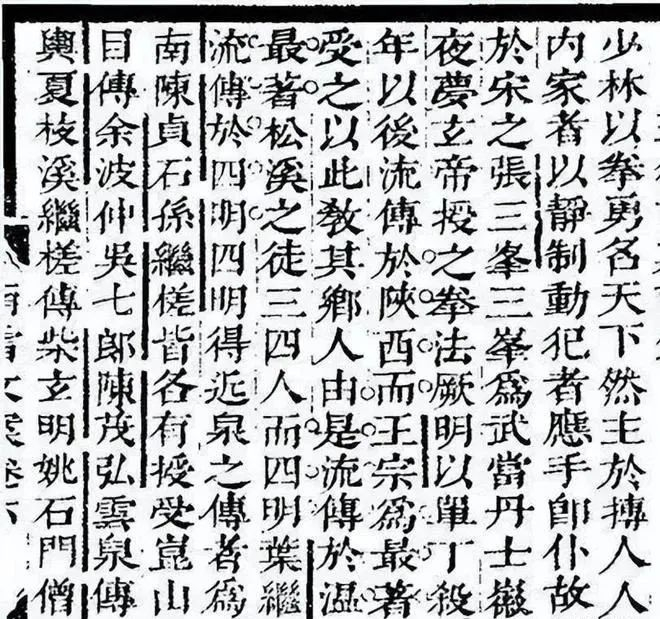 少林以拳勇名天下然主於搏人人
內家者以靜制動犯者應手即仆故
於宋之張三峯三峯爲武當丹士徽
夜夢玄帝授之拳法厥明以單丁殺
年以後流傳於陝西而王宗爲最著
受之以此教其鄉人由是流傳於溫
最著松溪之徒三四人而四明葉繼
流傳於四明四明得近泉之傳者爲
南陳貞石孫繼槎皆各有授受崑山
目傳余波仲吳七郎陳茂弘雲泉傳
輿夏枝溪繼槎傳柴玄明姚石門僧